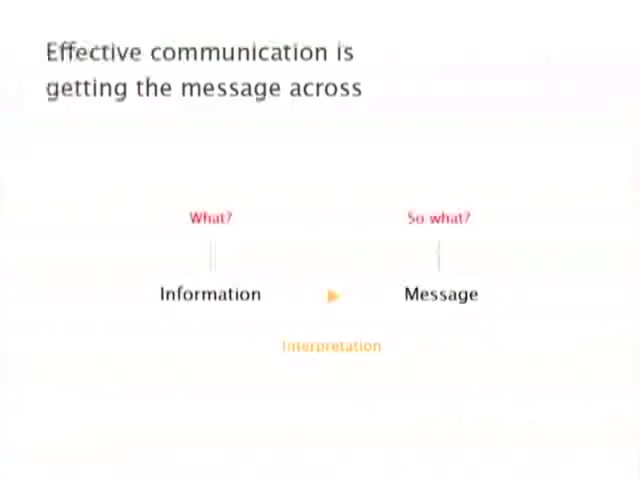 Effective communication is
getting the message across
What?
So what?
Information
Message
Interpretation